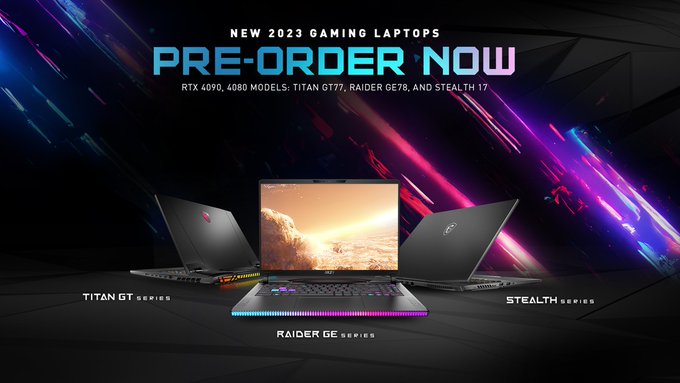 NEW 2023 GAMING LAPTOPS
PRE-ORDER NOW
RTX 4090, 4080 MODELS: TITAN GT77, RAIDER GE78, AND STEALTH 17
TITAN GT SERIES
RAIDER GE SERIES
STEALTH SERIES
msi